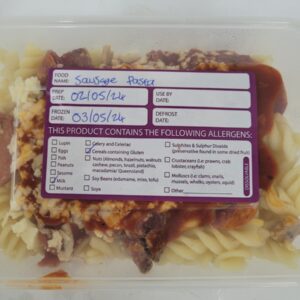 FOOD NAME: Sausage Pasta
PREP DATE: 02/05/24 USE BY DATE:
FROZEN DATE: 03/05/24 DEFROST DATE:
THIS PRODUCT CONTAINS THE FOLLOWING ALLERGENS:
Lupin
Eggs
Fish
Peanuts
Sesame
Milk
Mustard
Celery and Celeriac
Cereals containing Gluten
Nuts (Almonds, hazelnuts, walnuts,
cashew, pecan, brazil, pistachio,
macadamia/ Queensland)
Soy Beans (edamame, miso, tofu)
Soya
Sulphites & Sulphur Dioxide
(preservative found in some dried fruit)
Crustaceans (i.e. prawns, crab
lobster, crayfish)
Molluscs (i.e. clams, snails,
mussels, whelks, oysters, squid)
Other